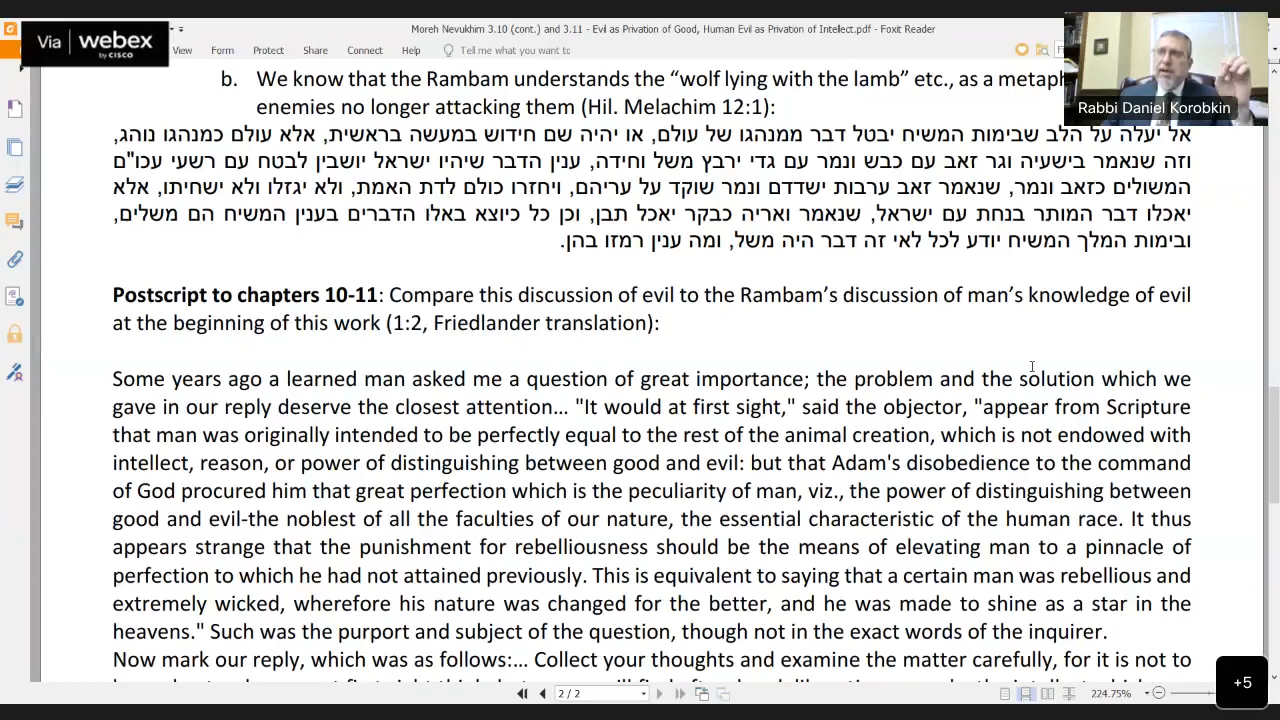 Moreh Nevukhim 3.10 (cont.) and 3.11 - Evil as Privation of Good, Human Evil as Privation of Intellect.pdf - Foxit Reader
Via webex
by CISCO
View Form Protect Share Connect Help Tell me what you want
Rabbi Daniel Korobkin
b. We know that the Rambam understands the “wolf lying with the lamb” etc., as a
enemies no longer attacking them (Hil. Melachim 12:1):
אל יעלה על הלב שבימות המשיח יבטל דבר ממנהגו של עולם, או יהיה שם חידוש במעשה בראשית, אלא עולם כמנהגו נוהג,
וזה שנאמר בישעיה וגר זאב עם כבש ונמר עם גדי ירבץ משל וחידה, ענין הדבר שיהיו ישראל יושבין לבטח עם רשעי עכו"ם
המשולים כזאב ונמר, שנאמר זאב ערבות ישדדם ונמר שוקד על עריהם, ויחזרו כולם לדת האמת, ולא יגזלו ולא ישחיתו, אלא
יאכלו דבר המותר בנחת עם ישראל, שנאמר ואריה כבקר יאכל תבן, וכן כל כיוצא באלו הדברים בענין המשיח הם משלים,
ובימות המלך המשיח יודע לכל לאי זה דבר היה משל, ומה ענין רמזו בהן.
Postscript to chapters 10-11: Compare this discussion of evil to the Rambam’s discussion of man’s knowledge of evil
at the beginning of this work (1:2, Friedlander translation):
Some years ago a learned man asked me a question of great importance; the problem and the solution which we
gave in our reply deserve the closest attention... "It would at first sight," said the objector, "appear from Scripture
that man was originally intended to be perfectly equal to the rest of the animal creation, which is not endowed with
intellect, reason, or power of distinguishing between good and evil: but that Adam's disobedience to the command
of God procured him that great perfection which is the peculiarity of man, viz., the power of distinguishing between
good and evil-the noblest of all the faculties of our nature, the essential characteristic of the human race. It thus
appears strange that the punishment for rebelliousness should be the means of elevating man to a pinnacle of
perfection to which he had not attained previously. This is equivalent to saying that a certain man was rebellious and
extremely wicked, wherefore his nature was changed for the better, and he was made to shine as a star in the
heavens." Such was the purport and subject of the question, though not in the exact words of the inquirer.
Now mark our reply, which was as follows:... Collect your thoughts and examine the matter carefully, for it is not to
2 / 2
224.75%
+5